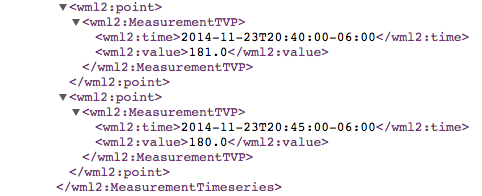 ▼<wml2:point>
▼<wml2:MeasurementTVP>
<wml2:time>2014-11-23T20:40:00-06:00</wml2:time>
<wml2:value>181.0</wml2:value>
</wml2:MeasurementTVP>
</wml2:point>
▼<wml2:point>
▼<wml2:MeasurementTVP>
<wml2:time>2014-11-23T20:45:00-06:00</wml2:time>
<wml2:value>180.0</wml2:value>
</wml2:MeasurementTVP>
</wml2:point>
</wml2:MeasurementTimeseries>